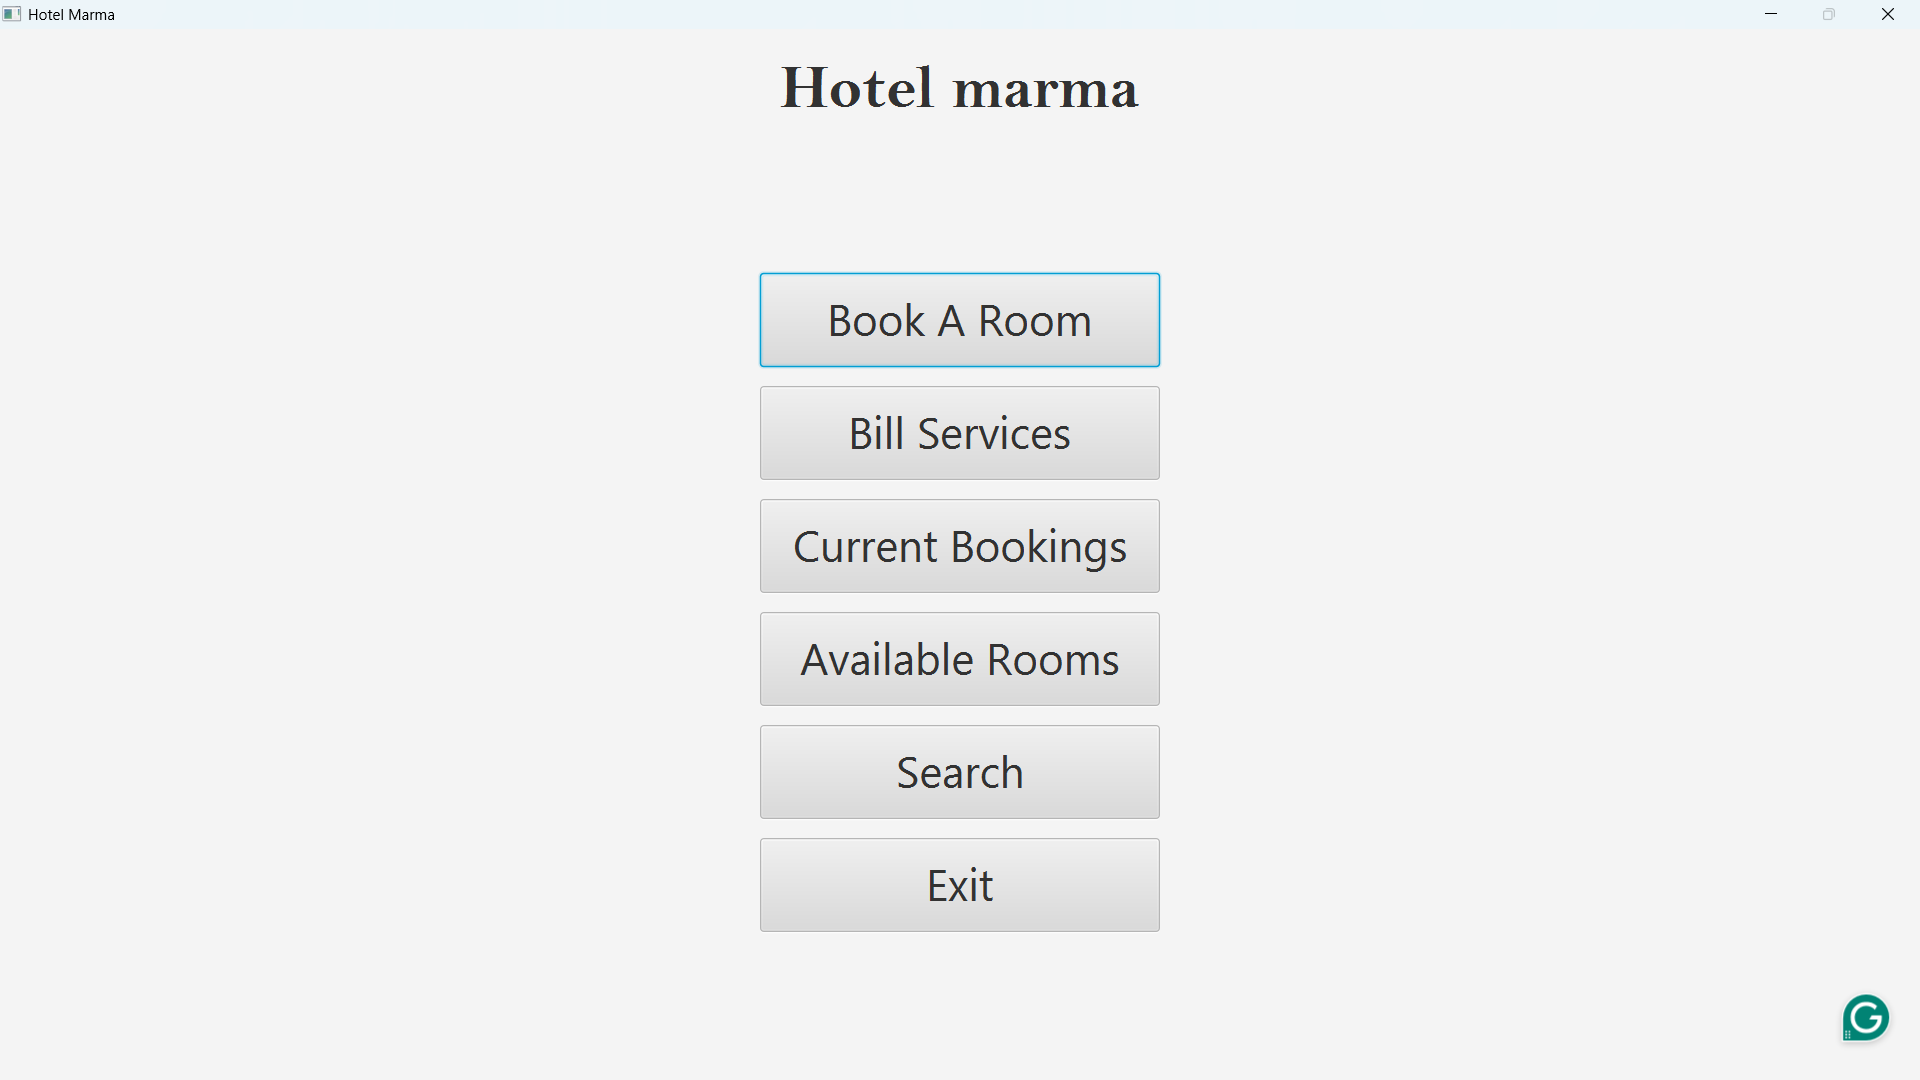 Hotel Marma
Hotel marma
Book A Room
Bill Services
Current Bookings
Available Rooms
Search
Exit